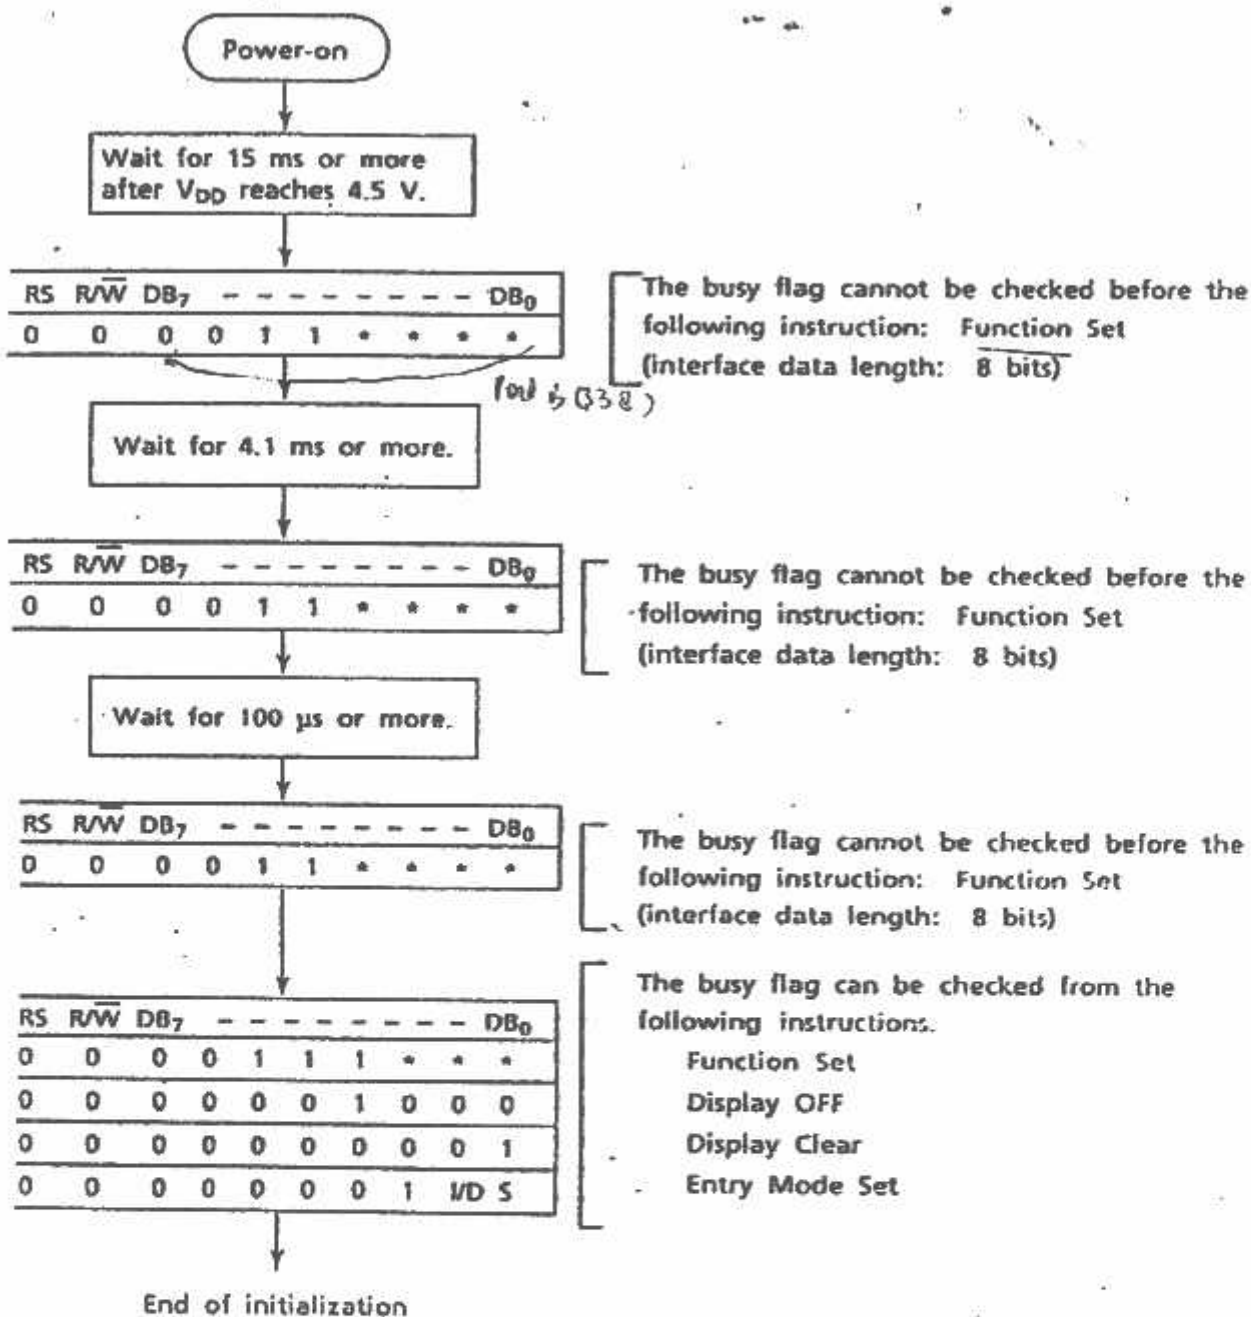 Power-on
Wait for 15 ms or more
after VDD reaches 4.5 V.
RS R/W̅ DB7 - - - - - - - - DB0
0 0 0 0 1 1 * * * *
The busy flag cannot be checked before the
following instruction: Function Set
(interface data length: 8 bits)
Wait for 4.1 ms or more.
RS R/W̅ DB7 - - - - - - - - DB0
0 0 0 0 1 1 * * * *
The busy flag cannot be checked before the
following instruction: Function Set
(interface data length: 8 bits)
Wait for 100 µs or more.
RS R/W̅ DB7 - - - - - - - - DB0
0 0 0 0 1 1 * * * *
The busy flag cannot be checked before the
following instruction: Function Set
(interface data length: 8 bits)
RS R/W̅ DB7 - - - - - - - - DB0
0 0 0 0 1 1 1 * * *
0 0 0 0 0 0 1 0 0 0
0 0 0 0 0 0 0 0 0 1
0 0 0 0 0 0 0 1 I/D S
The busy flag can be checked from the
following instructions.
Function Set
Display OFF
Display Clear
Entry Mode Set
End of initialization